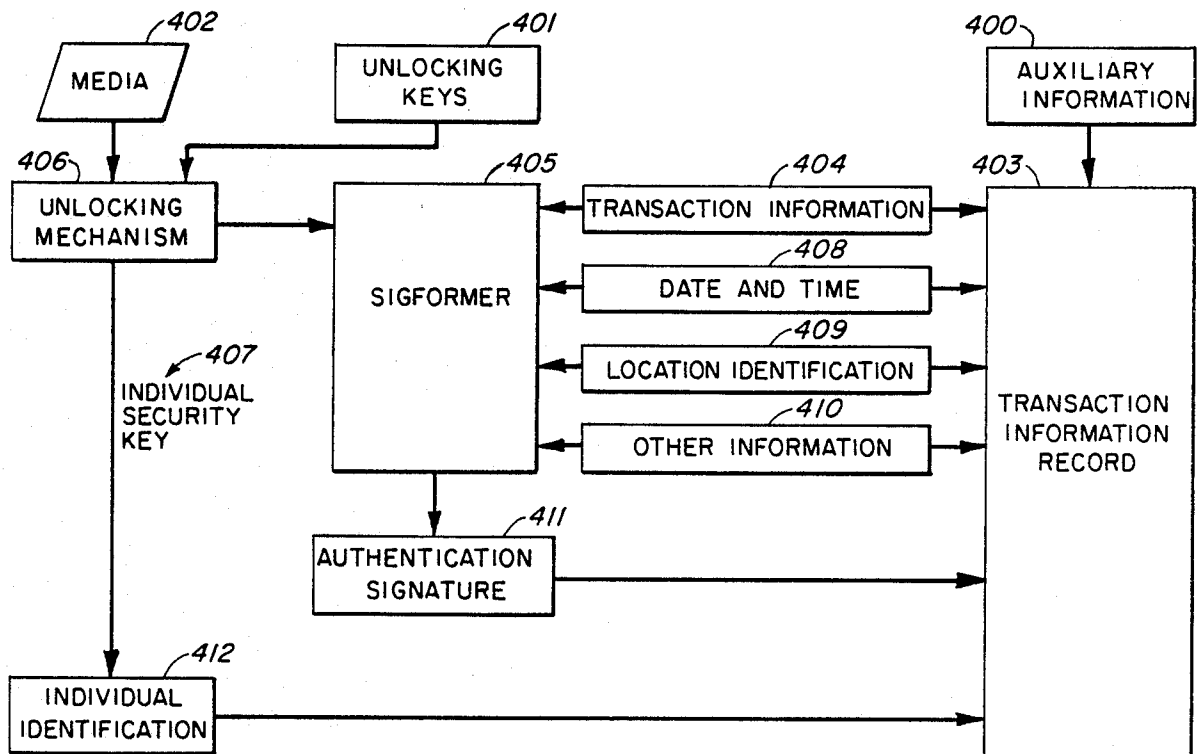 402
MEDIA
401
UNLOCKING
KEYS
400
AUXILIARY
INFORMATION
406
UNLOCKING
MECHANISM
405
SIGFORMER
404
TRANSACTION INFORMATION
408
DATE AND TIME
409
LOCATION IDENTIFICATION
410
OTHER INFORMATION
403
TRANSACTION
INFORMATION
RECORD
407
INDIVIDUAL
SECURITY
KEY
411
AUTHENTICATION
SIGNATURE
412
INDIVIDUAL
IDENTIFICATION